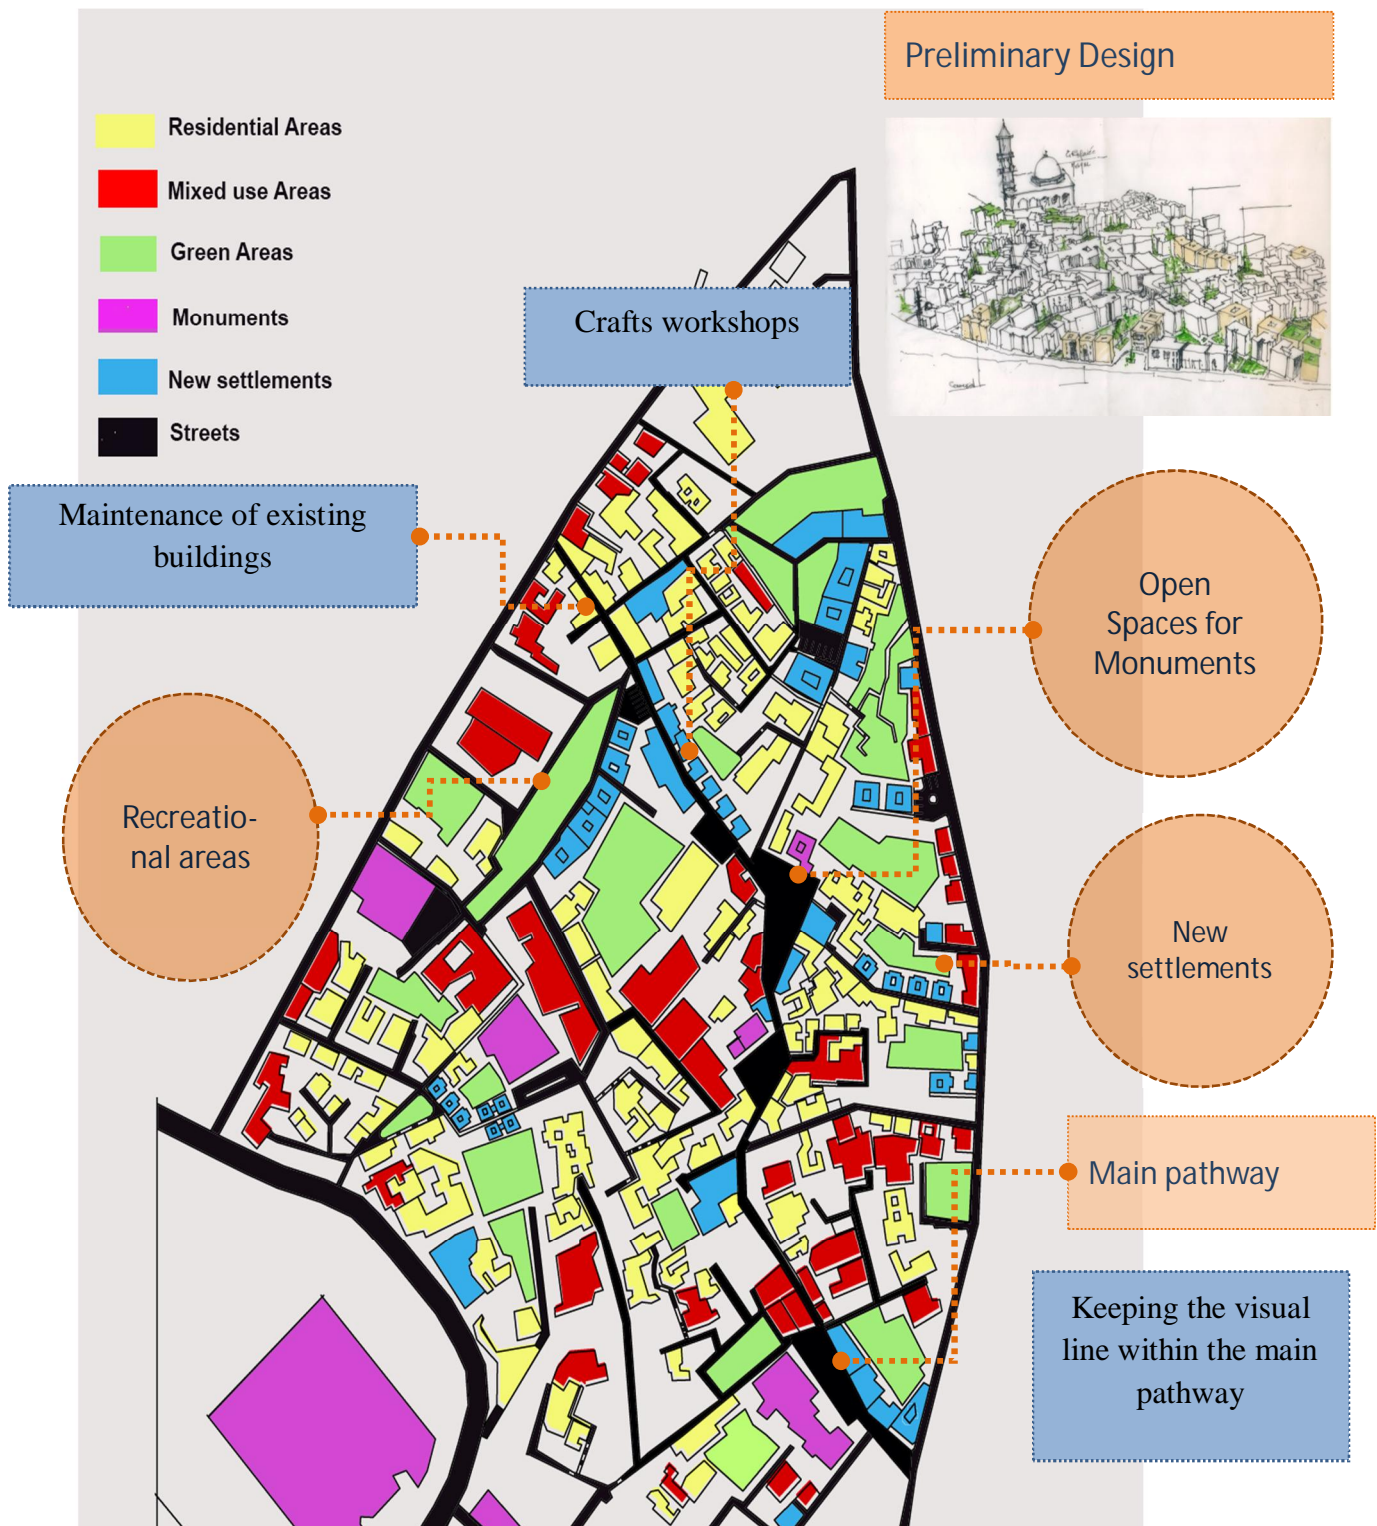 Preliminary Design
Residential Areas
Mixed use Areas
Green Areas
Monuments
New settlements
Streets
Crafts workshops
Maintenance of existing
buildings
Open
Spaces for
Monuments
Recreatio-
nal areas
New
settlements
Main pathway
Keeping the visual
line within the main
pathway